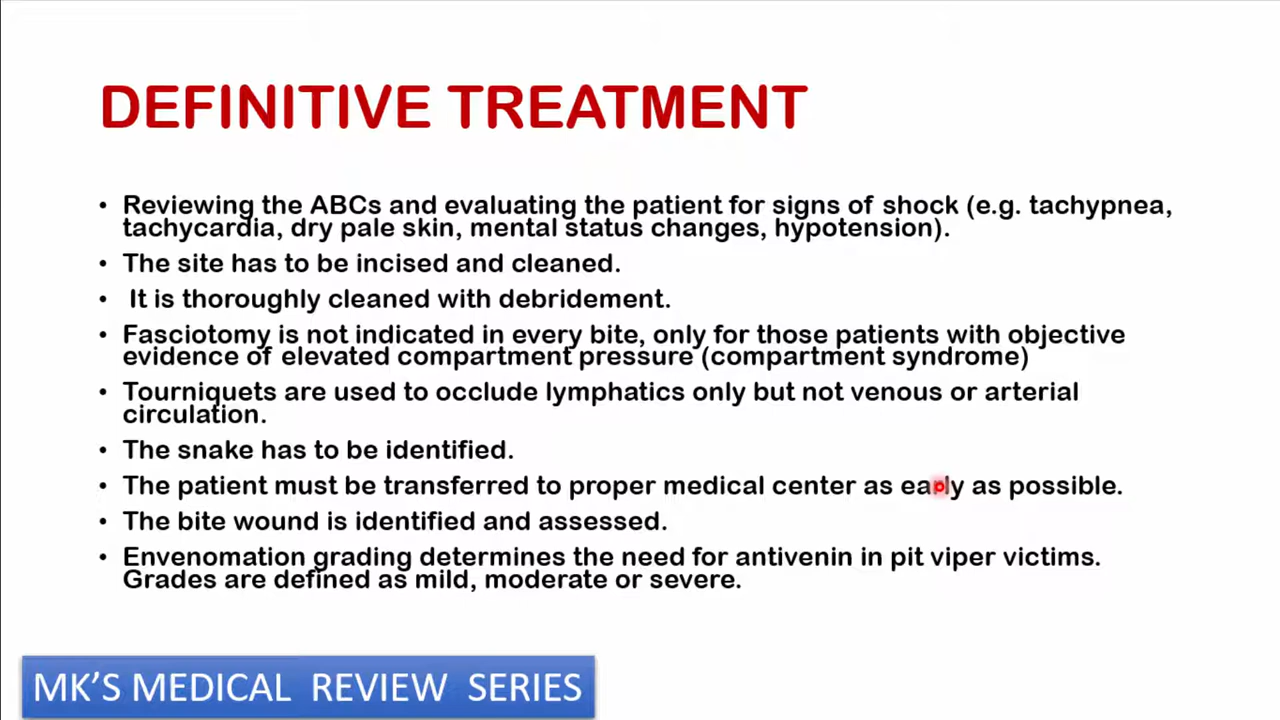 DEFINITIVE TREATMENT
• Reviewing the ABCs and evaluating the patient for signs of shock (e.g. tachypnea,
tachycardia, dry pale skin, mental status changes, hypotension).
• The site has to be incised and cleaned.
• It is thoroughly cleaned with debridement.
• Fasciotomy is not indicated in every bite, only for those patients with objective
evidence of elevated compartment pressure (compartment syndrome)
• Tourniquets are used to occlude lymphatics only but not venous or arterial
circulation.
• The snake has to be identified.
• The patient must be transferred to proper medical center as early as possible.
• The bite wound is identified and assessed.
• Envenomation grading determines the need for antivenin in pit viper victims.
Grades are defined as mild, moderate or severe.
MK'S MEDICAL REVIEW SERIES